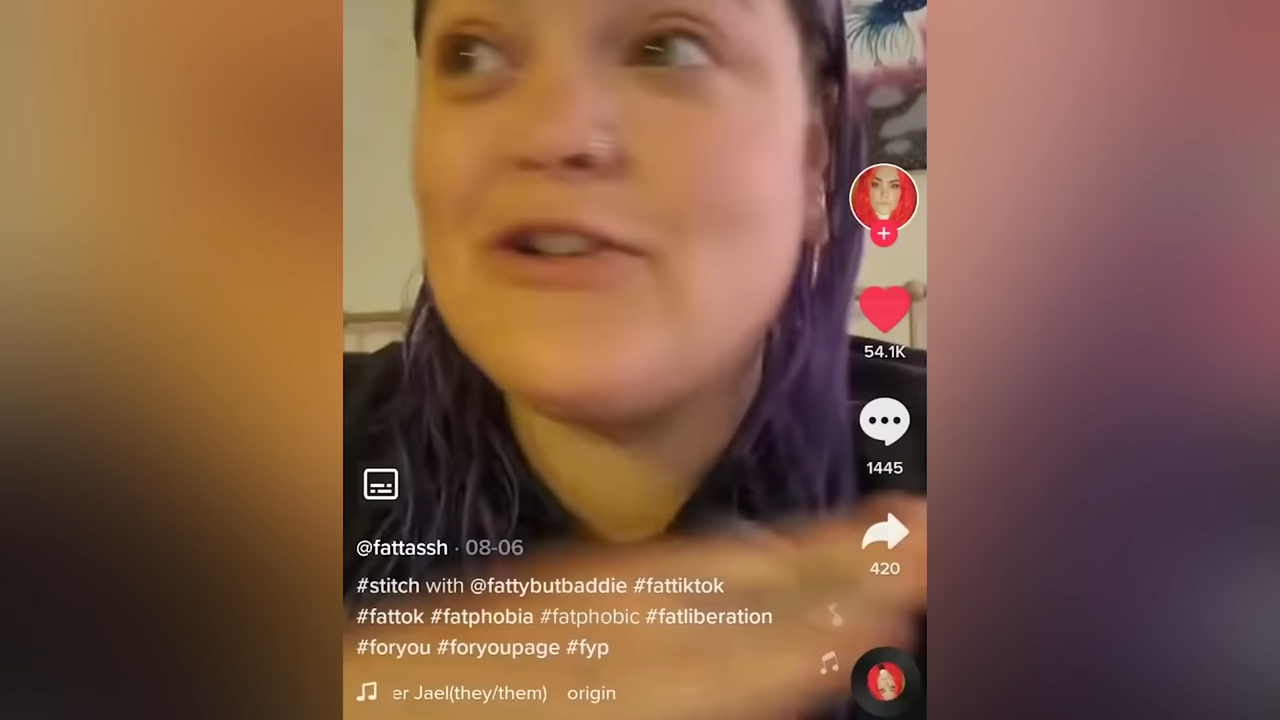 54.1K
1445
420
@fattassh · 08-06
#stitch with @fattybutbaddie #fattiktok
#fattok #fatphobia #fatphobic #fatliberation
#foryou #foryoupage #fyp
er Jael(they/them) origin